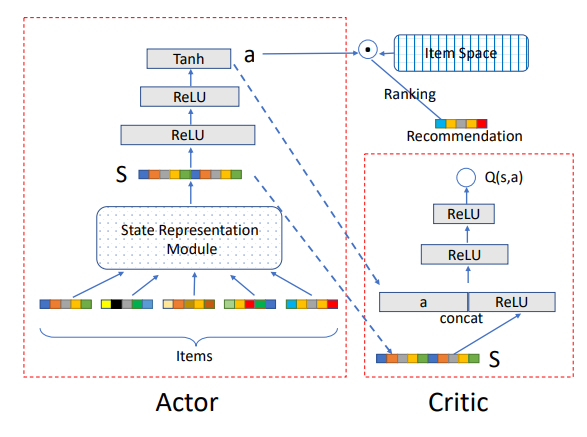 Tanh
a
Item Space
ReLU
Ranking
ReLU
Recommendation
S
Q(s,a)
ReLU
State Representation
Module
ReLU
a
ReLU
concat
Items
S
Actor
Critic